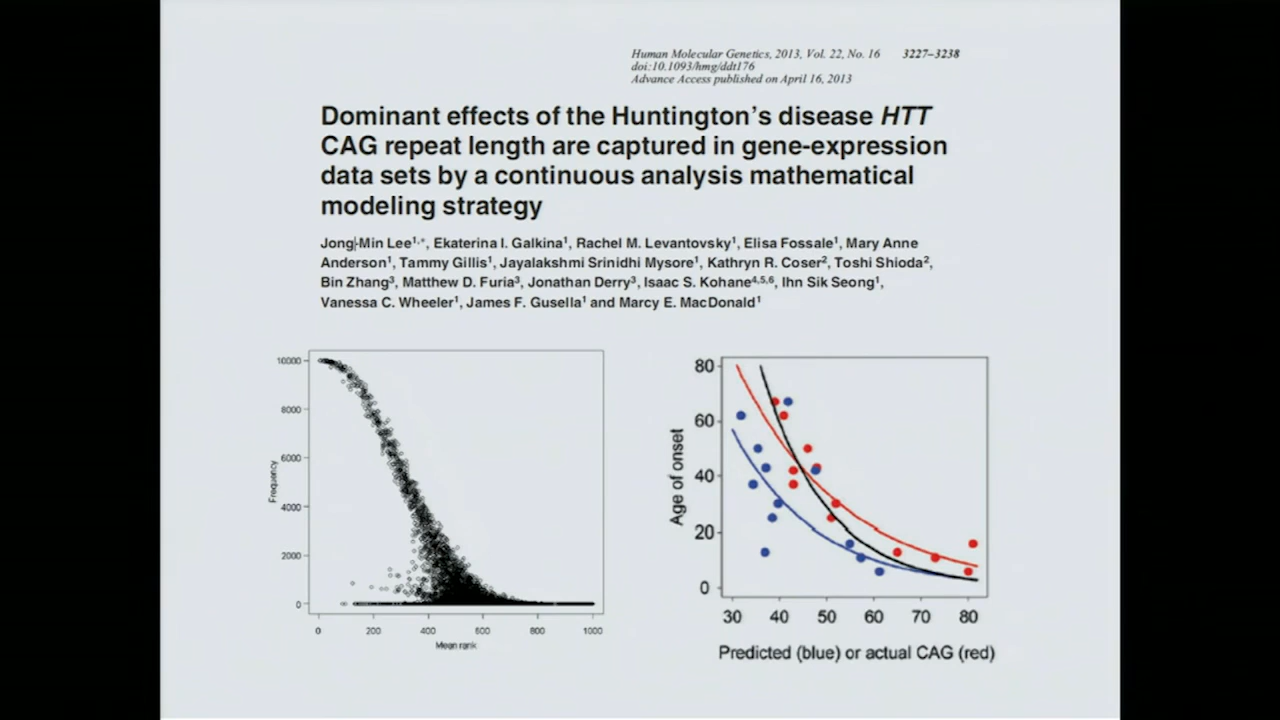 Human Molecular Genetics, 2013, Vol. 22, No. 16 3227–3238
doi:10.1093/hmg/ddt176
Advance Access published on April 16, 2013
Dominant effects of the Huntington's disease HTT
CAG repeat length are captured in gene-expression
data sets by a continuous analysis mathematical
modeling strategy
Jong-Min Lee1,*, Ekaterina I. Galkina1, Rachel M. Levantovsky1, Elisa Fossale1, Mary Anne
Anderson1, Tammy Gillis1, Jayalakshmi Srinidhi Mysore1, Kathryn R. Coser2, Toshi Shioda2,
Bin Zhang3, Matthew D. Furia3, Jonathan Derry3, Isaac S. Kohane4,5,6, Ihn Sik Seong1,
Vanessa C. Wheeler1, James F. Gusella1 and Marcy E. MacDonald1
Frequency
10000
8000
6000
4000
2000
0
0 200 400 600 800 1000
Mean rank
Age of onset
80
60
40
20
0
30 40 50 60 70 80
Predicted (blue) or actual CAG (red)